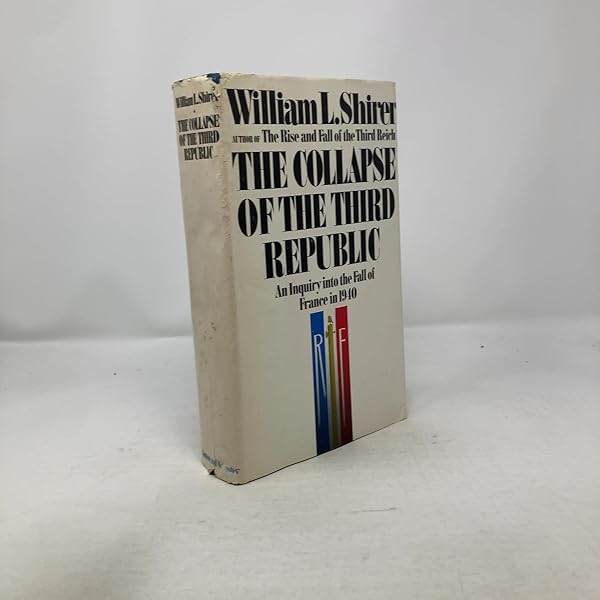 William L. Shirer
THE COLLAPSE
OF THE THIRD
REPUBLIC
William L. Shirer
AUTHOR OF The Rise and Fall of the Third Reich
THE COLLAPSE
OF THE THIRD
REPUBLIC
An Inquiry into the Fall of
France in 1940
R F